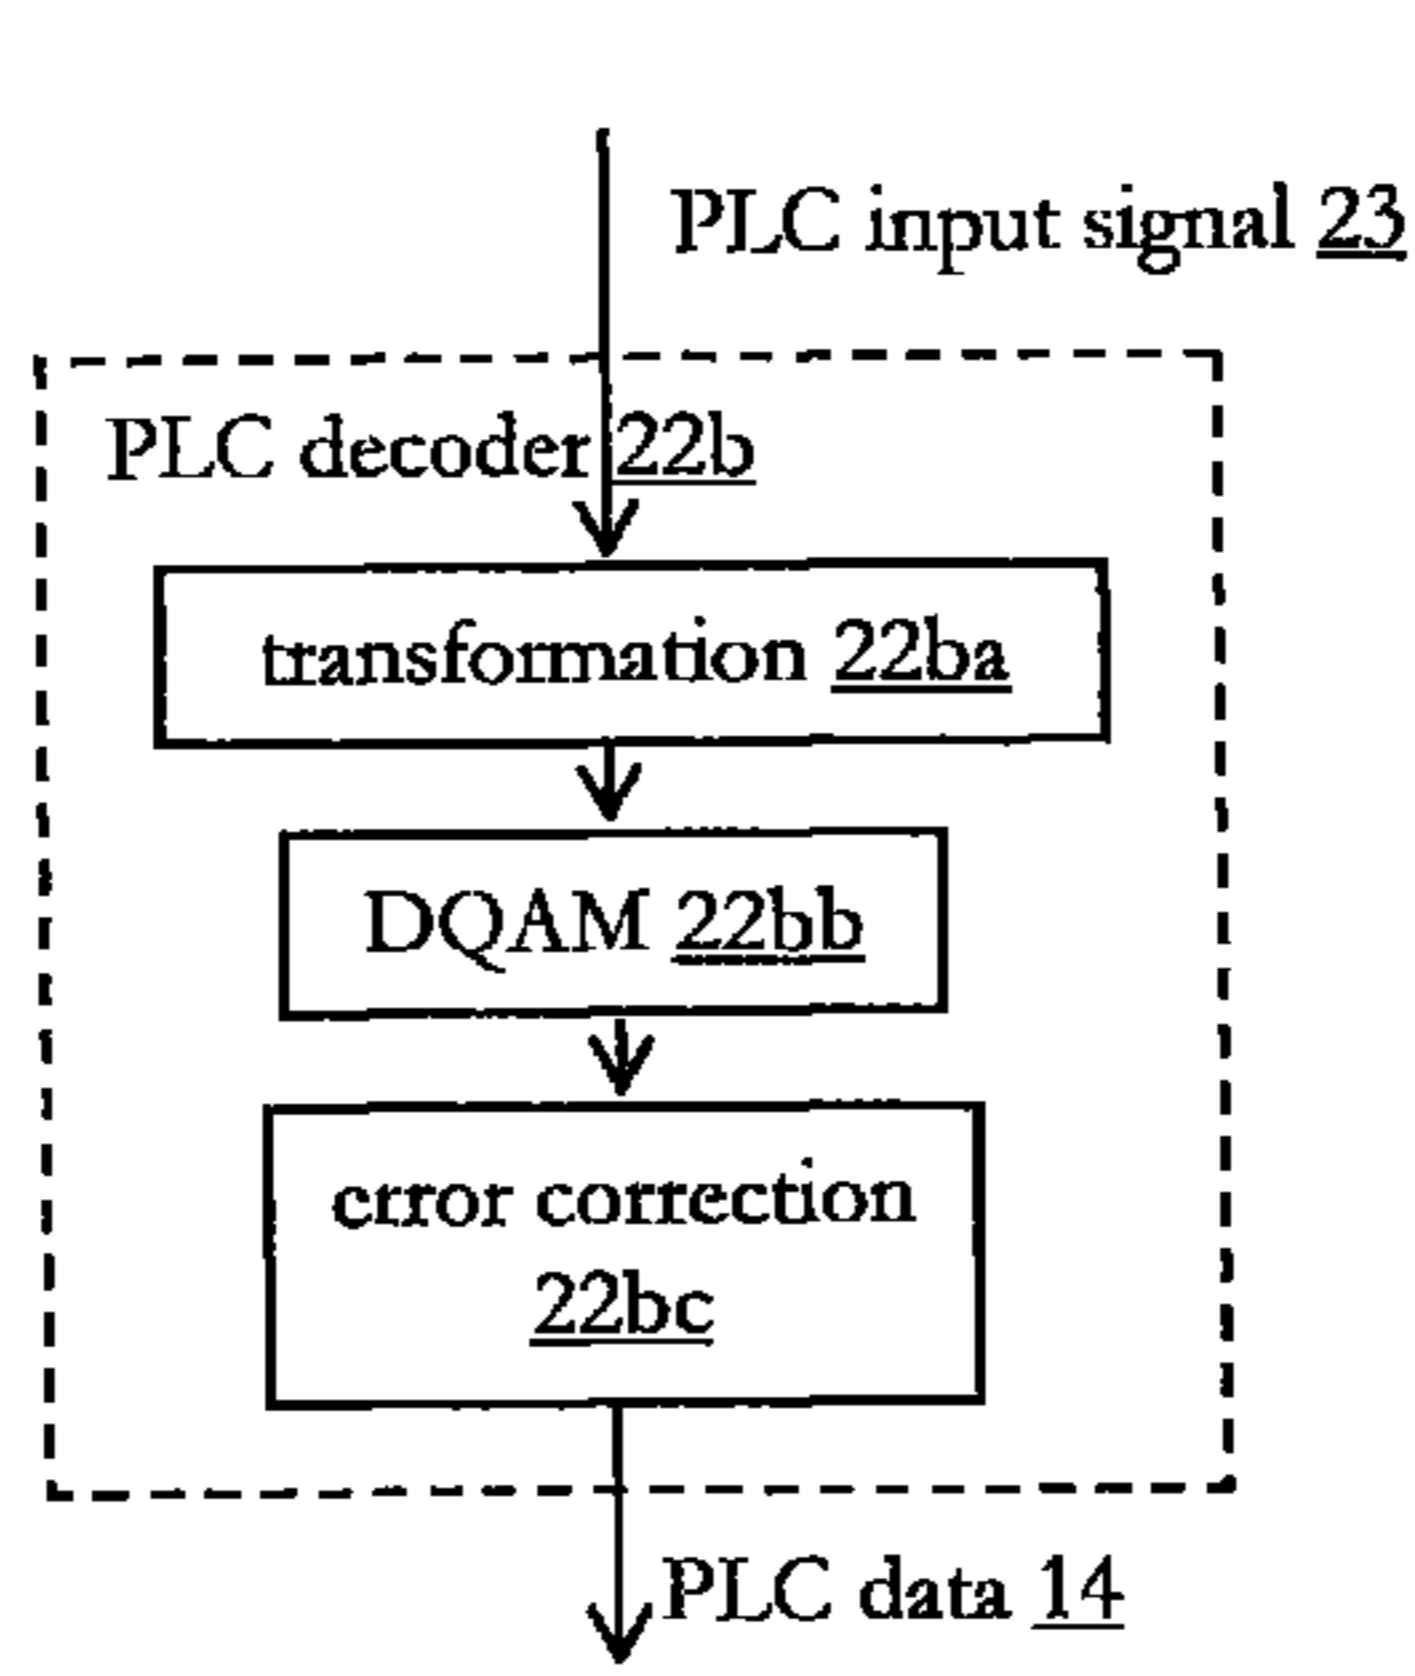 PLC input signal 23
PLC decoder 22b
transformation 22ba
DQAM 22bb
error correction
22bc
PLC data 14